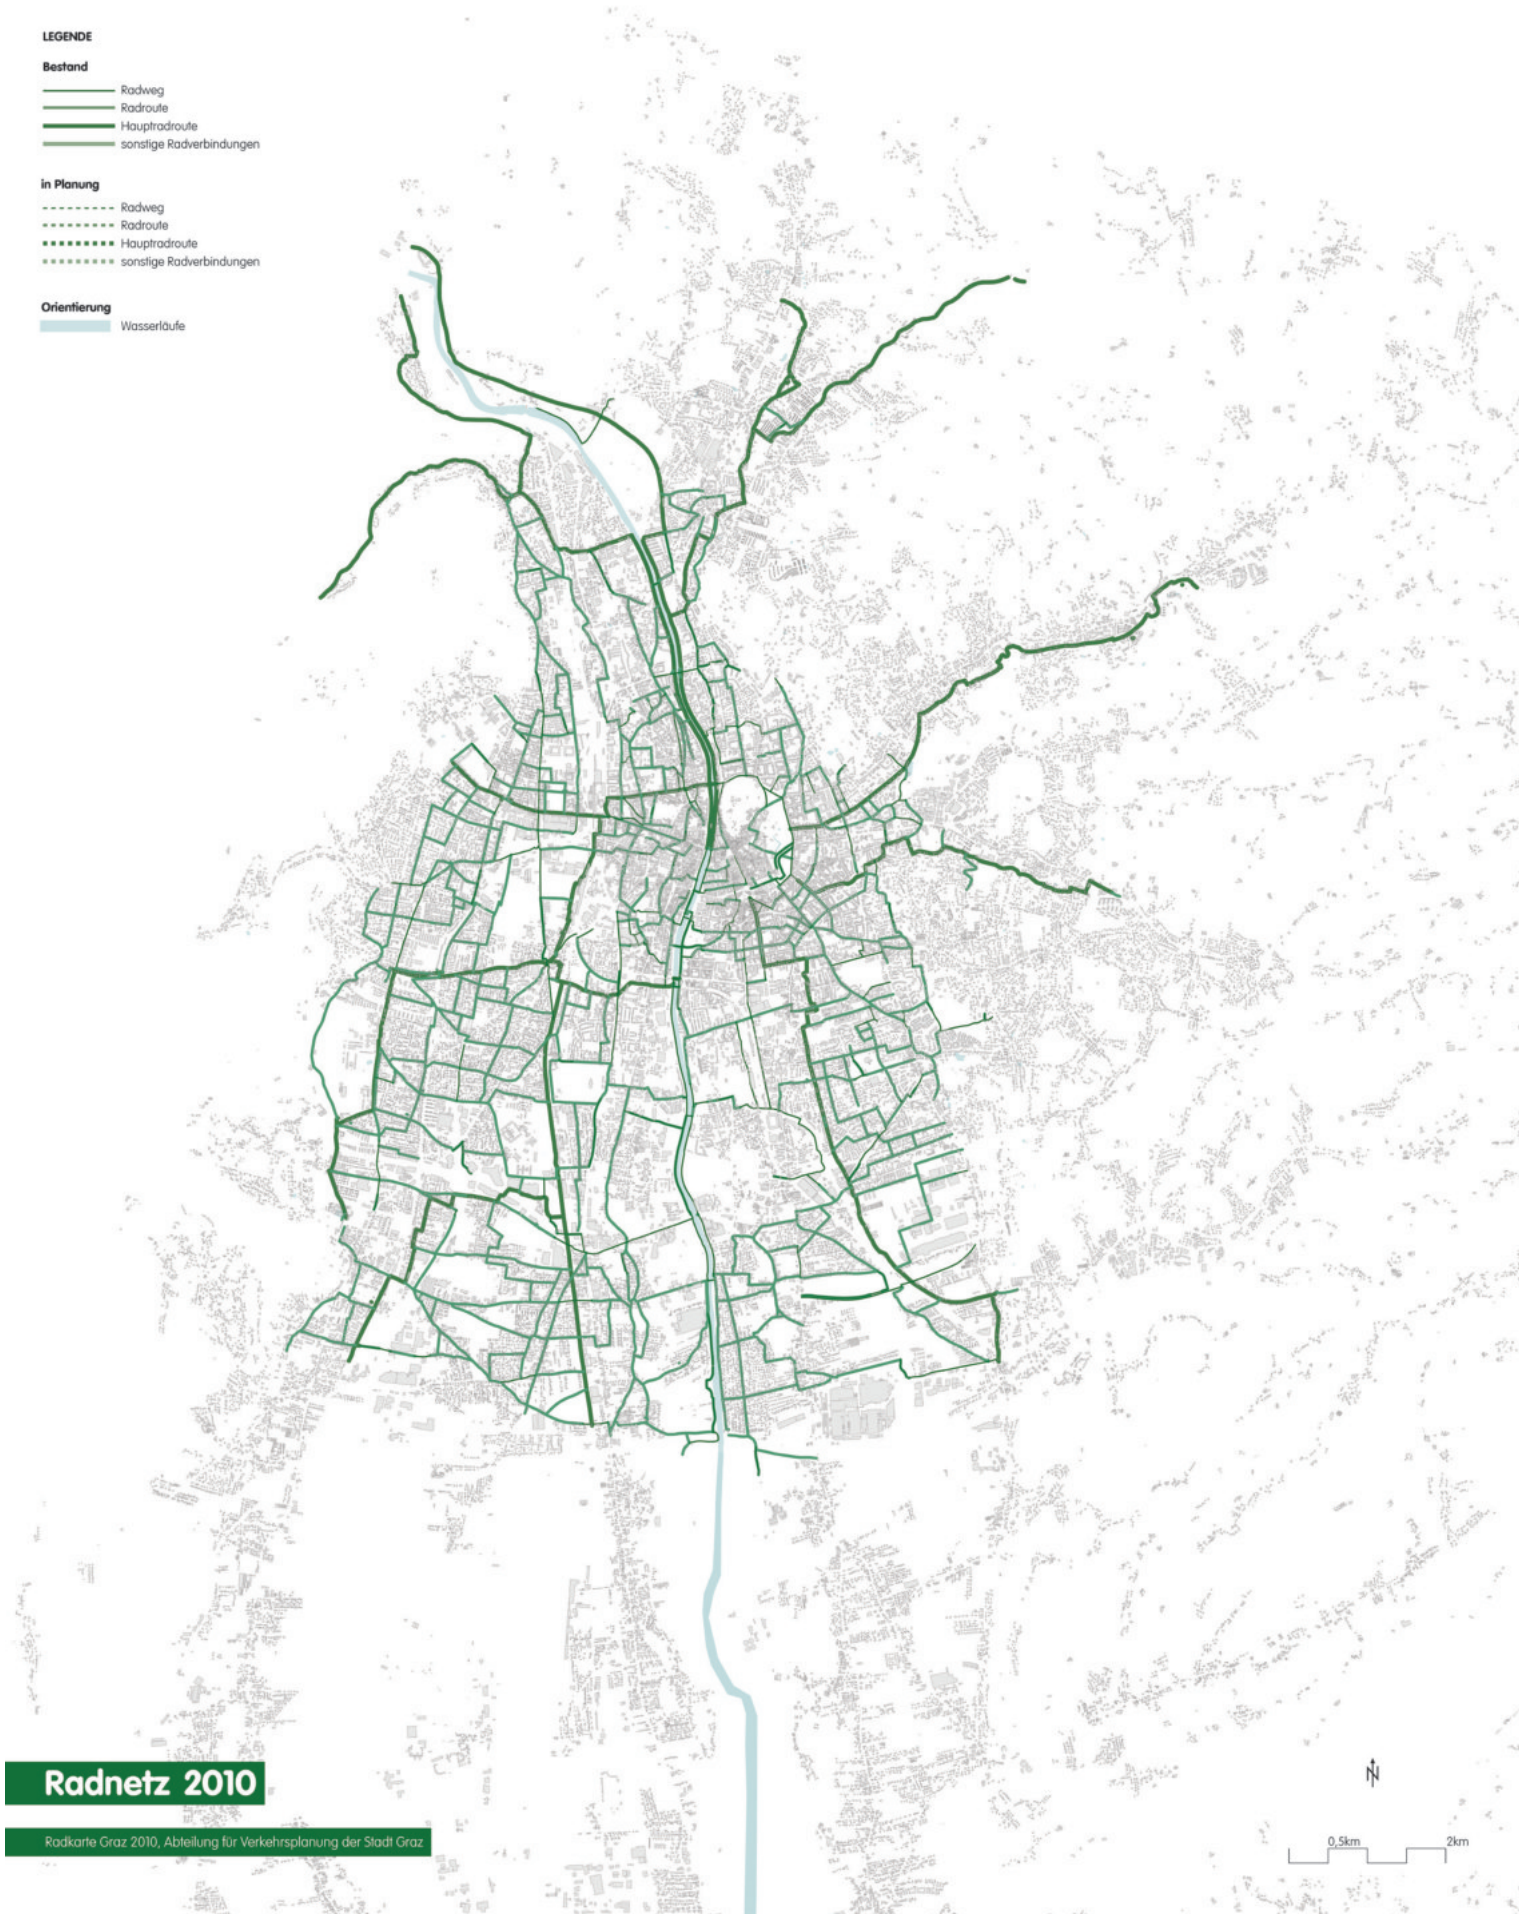 LEGENDE
Bestand
Radweg
Radroute
Hauptradroute
sonstige Radverbindungen
in Planung
Radweg
Radroute
Hauptradroute
sonstige Radverbindungen
Orientierung
Wasserläufe
Radnetz 2010
Radkarte Graz 2010, Abteilung für Verkehrsplanung der Stadt Graz
N
0,5km 2km